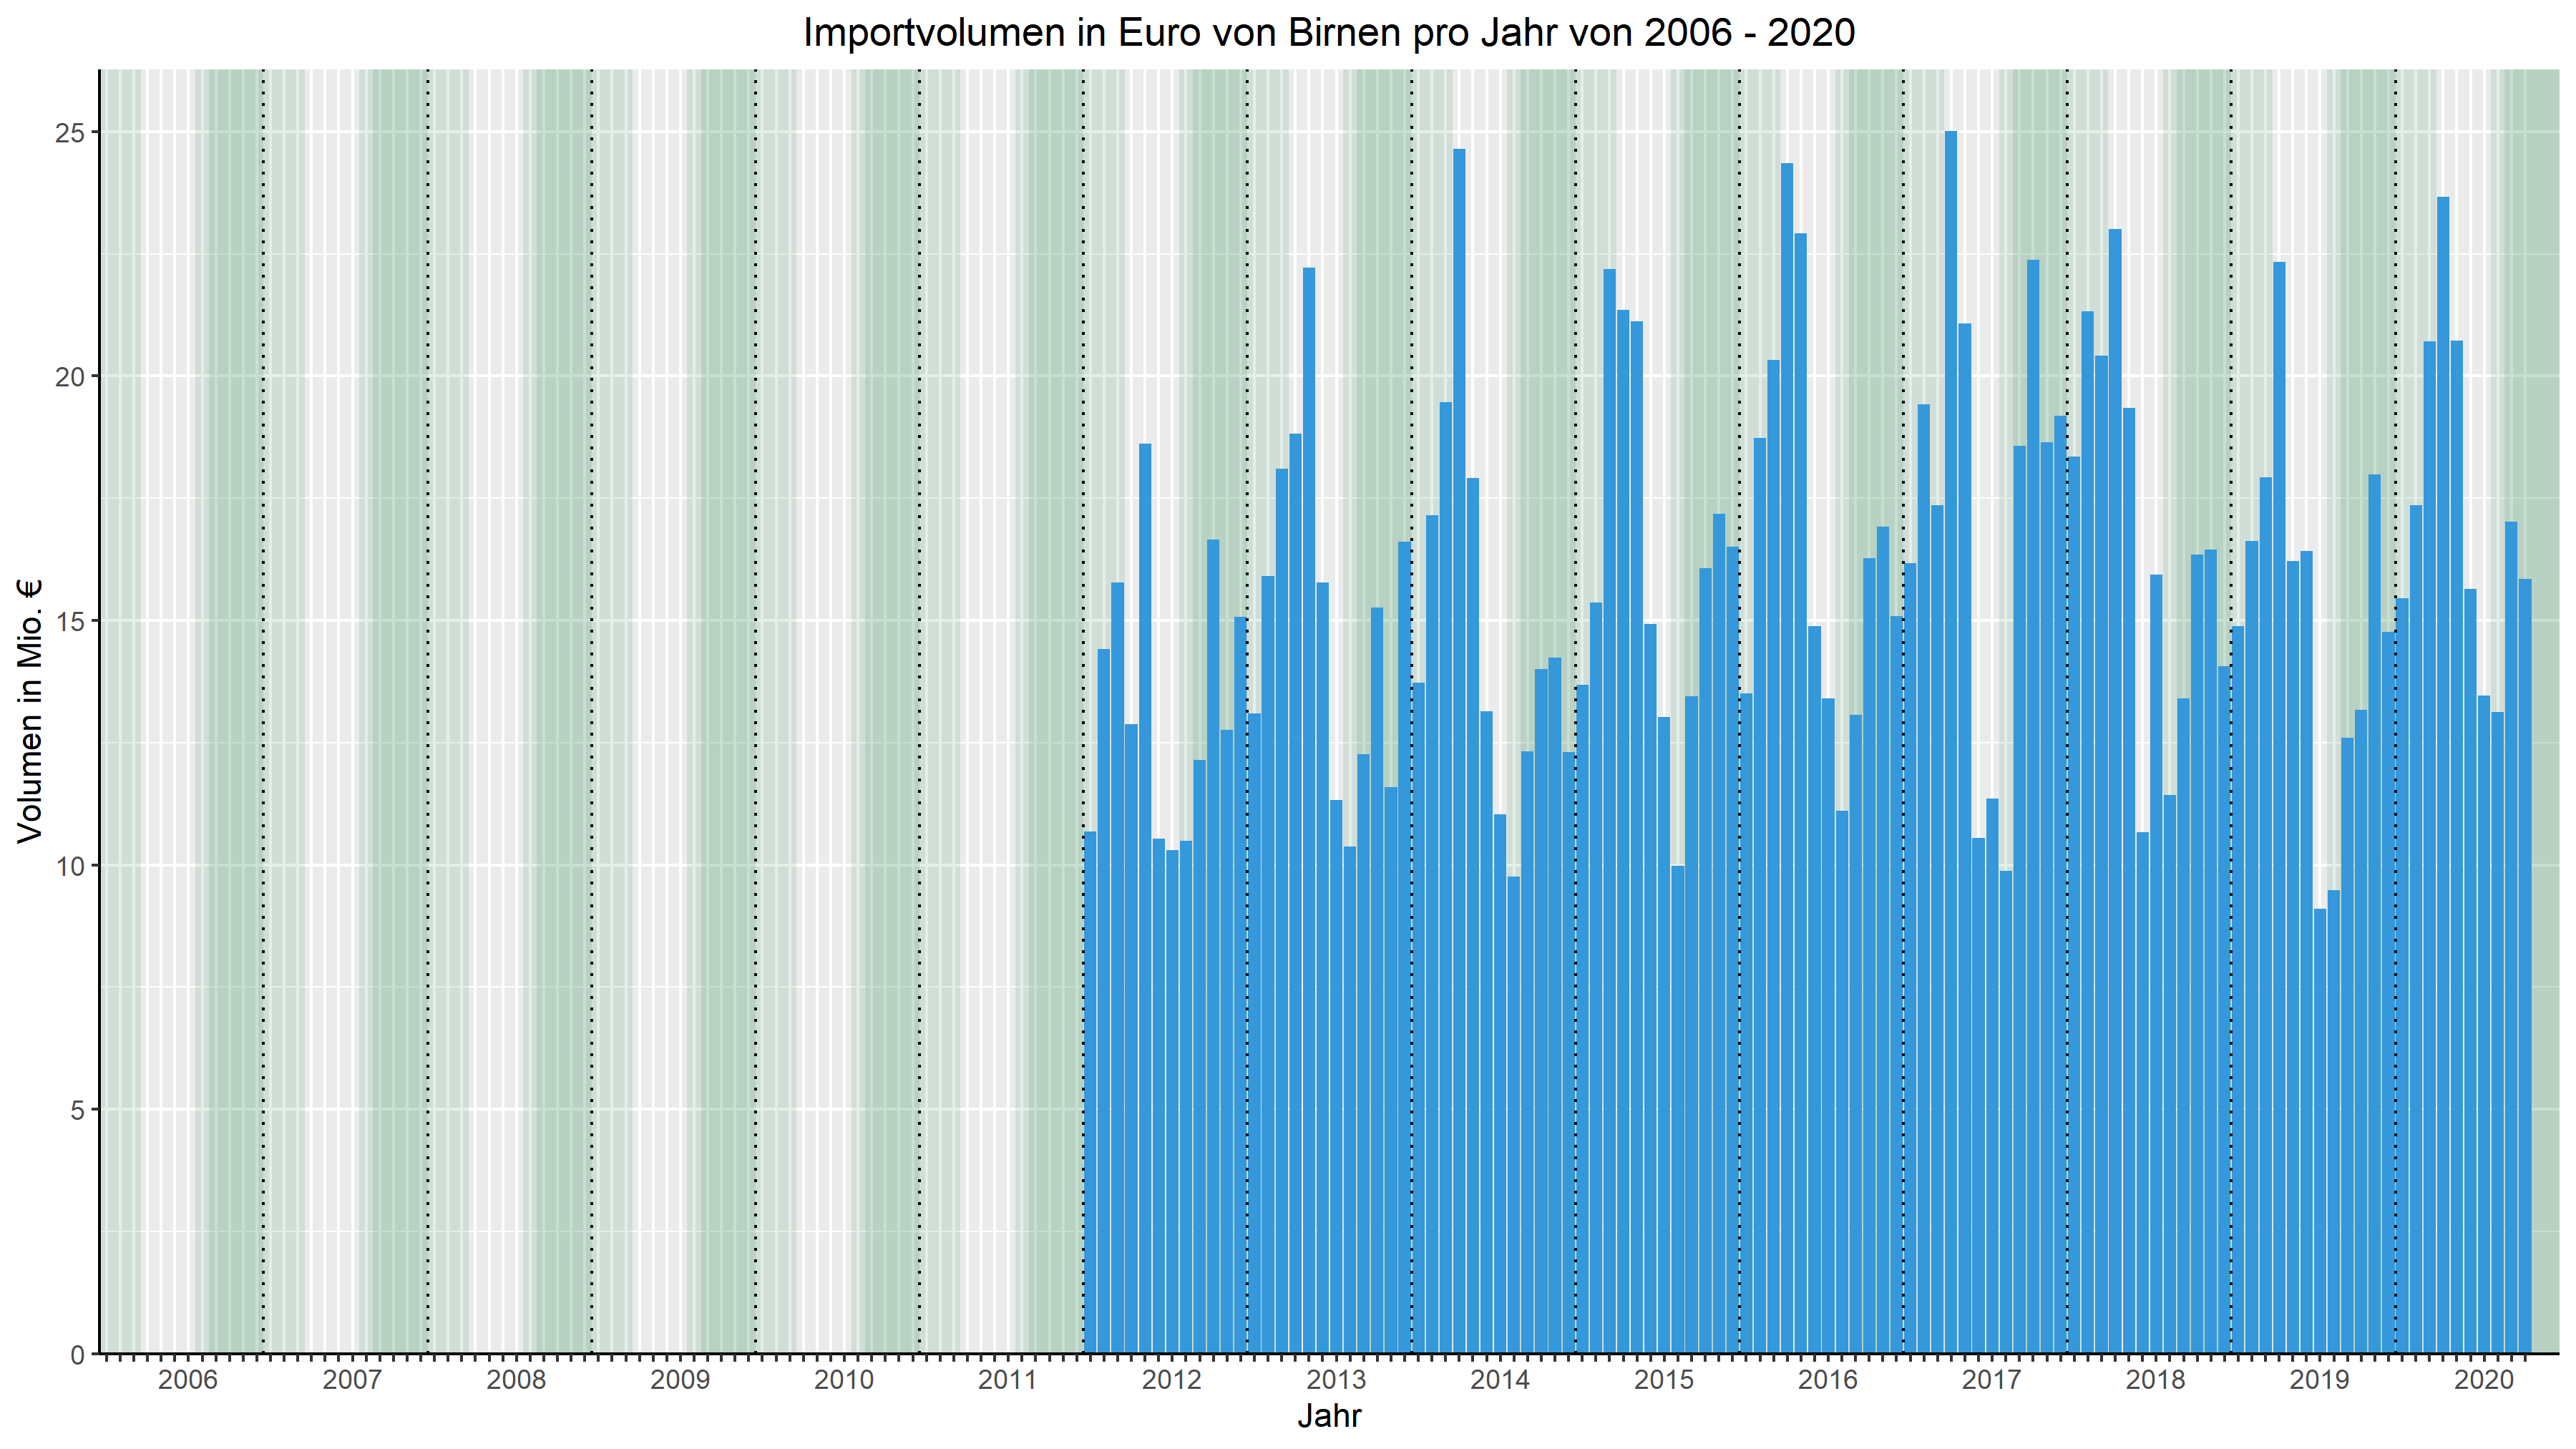 Importvolumen in Euro von Birnen pro Jahr von 2006 - 2020
Volumen in Mio. €
25
20
15
10
5
0
2006 2007 2008 2009 2010 2011 2012 2013 2014 2015 2016 2017 2018 2019 2020
Jahr